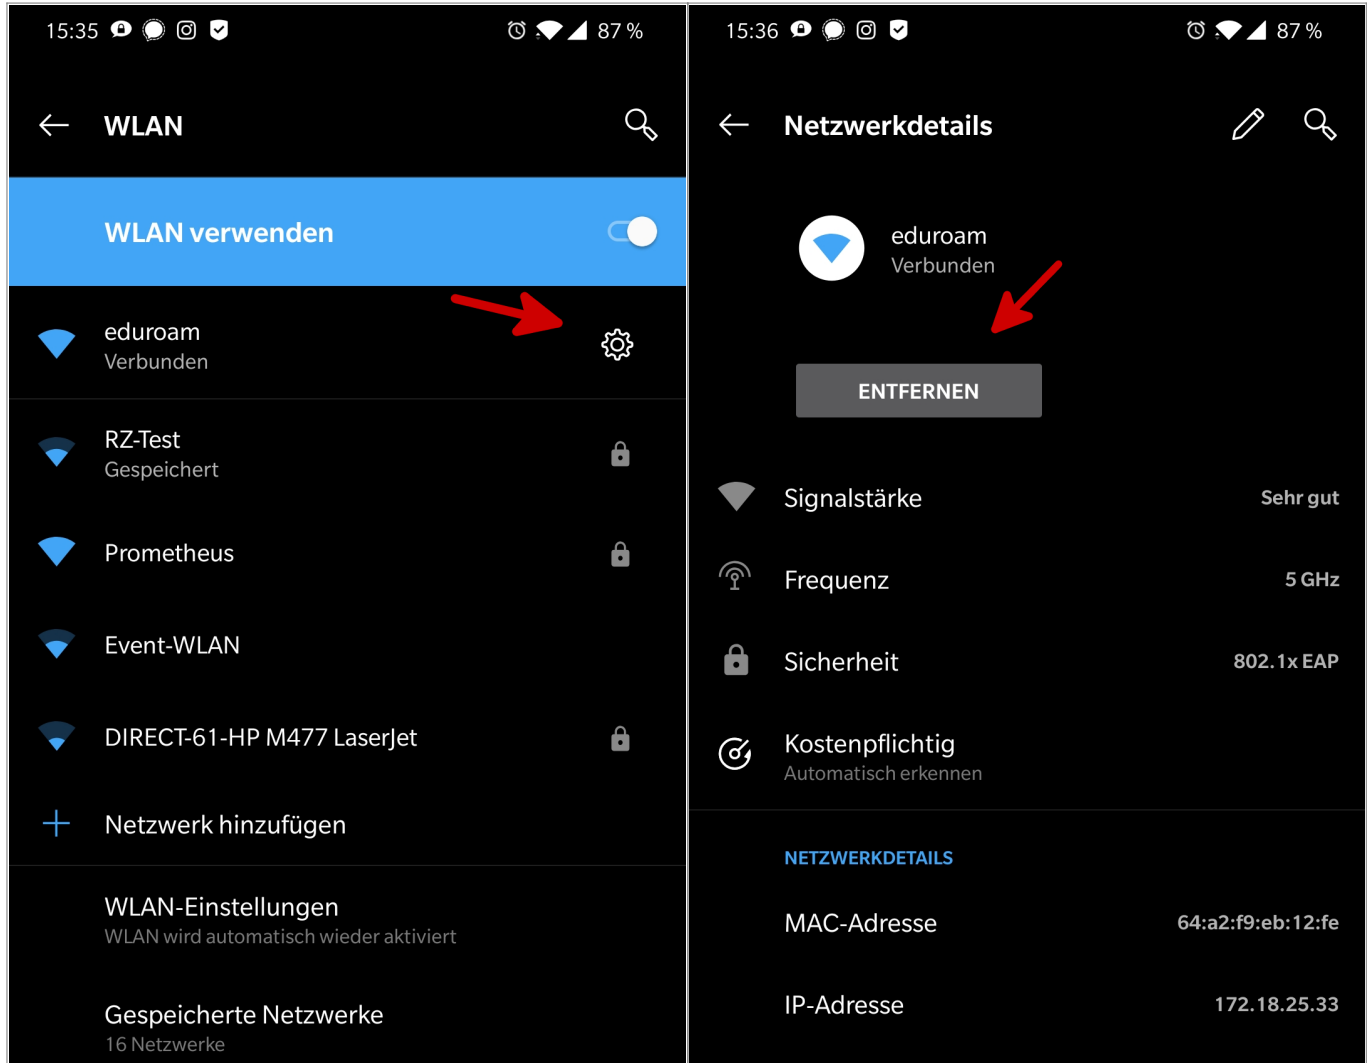 15:35
87 %
WLAN
WLAN verwenden
eduroam
Verbunden
RZ-Test
Gespeichert
Prometheus
Event-WLAN
DIRECT-61-HP M477 LaserJet
Netzwerk hinzufügen
WLAN-Einstellungen
WLAN wird automatisch wieder aktiviert
Gespeicherte Netzwerke
16 Netzwerke
15:36
87 %
Netzwerkdetails
eduroam
Verbunden
ENTFERNEN
Signalstärke Sehr gut
Frequenz 5 GHz
Sicherheit 802.1x EAP
Kostenpflichtig
Automatisch erkennen
NETZWERKDETAILS
MAC-Adresse 64:a2:f9:eb:12:fe
IP-Adresse 172.18.25.33